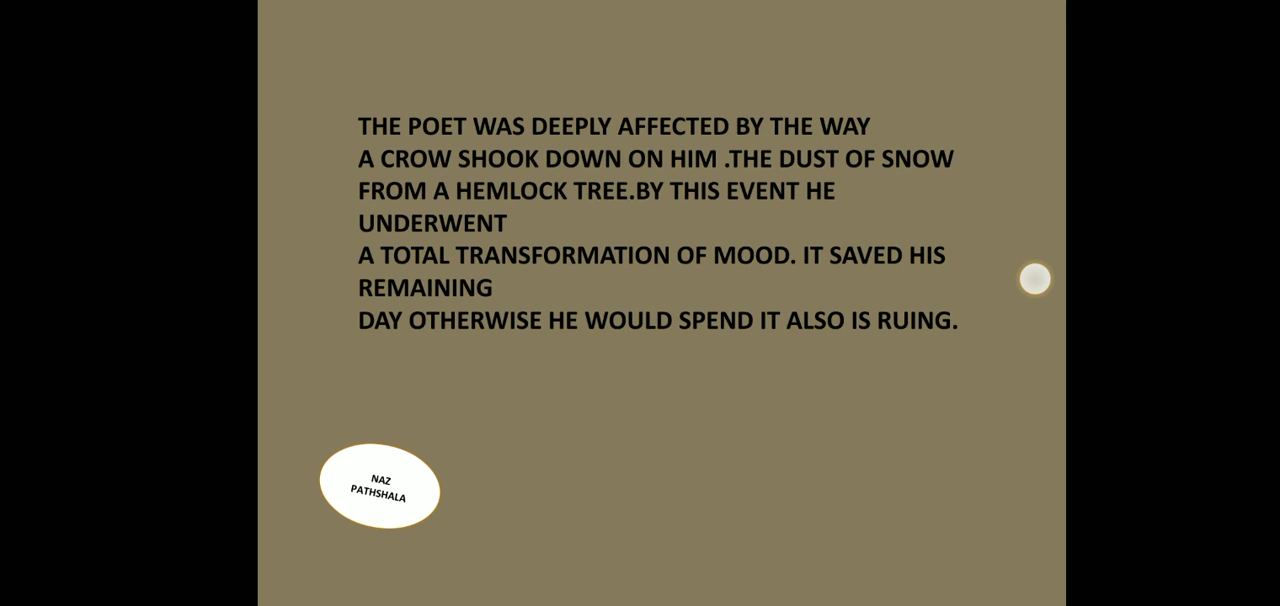 THE POET WAS DEEPLY AFFECTED BY THE WAY
A CROW SHOOK DOWN ON HIM .THE DUST OF SNOW
FROM A HEMLOCK TREE.BY THIS EVENT HE
UNDERWENT
A TOTAL TRANSFORMATION OF MOOD. IT SAVED HIS
REMAINING
DAY OTHERWISE HE WOULD SPEND IT ALSO IS RUING.
NAZ
PATHSHALA